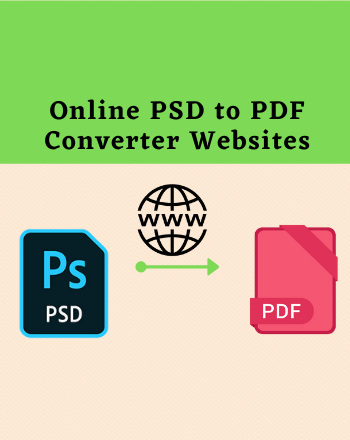 Online PSD to PDF
Converter Websites
WWW
Ps
PSD
PDF